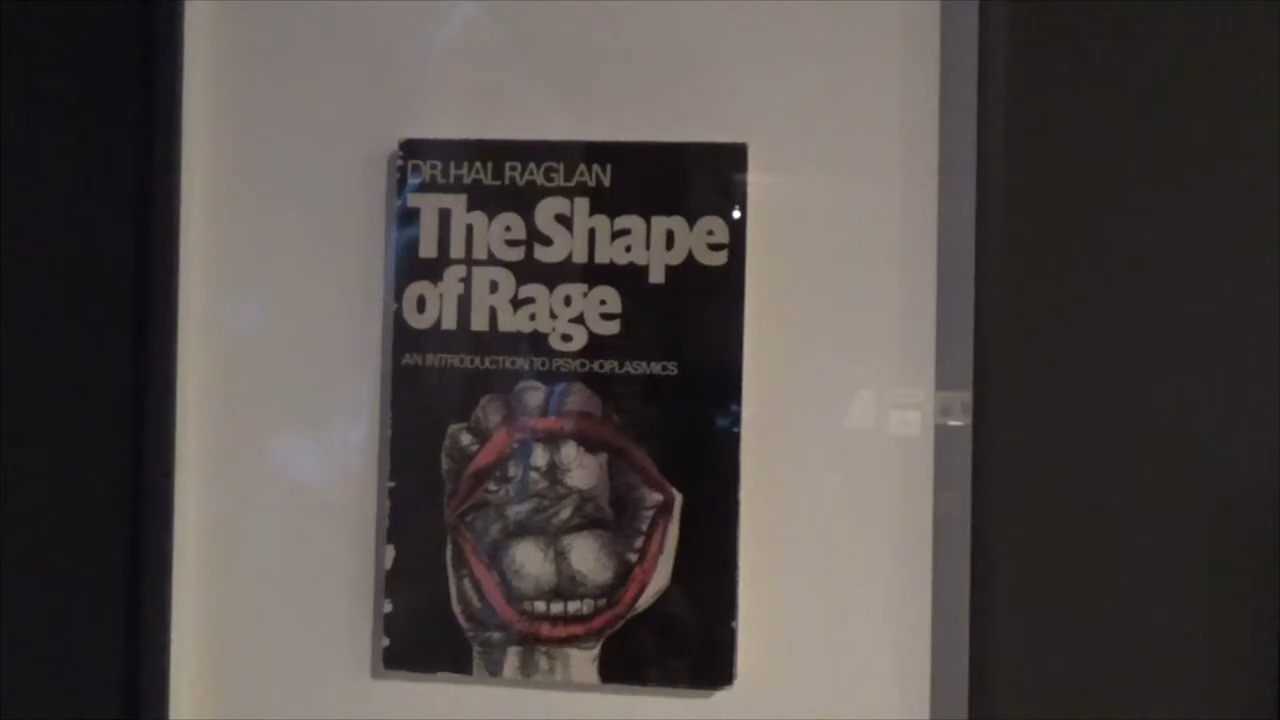 DR. HAL RAGLAN
The Shape
of Rage
AN INTRODUCTION TO PSYCHOPLASMICS